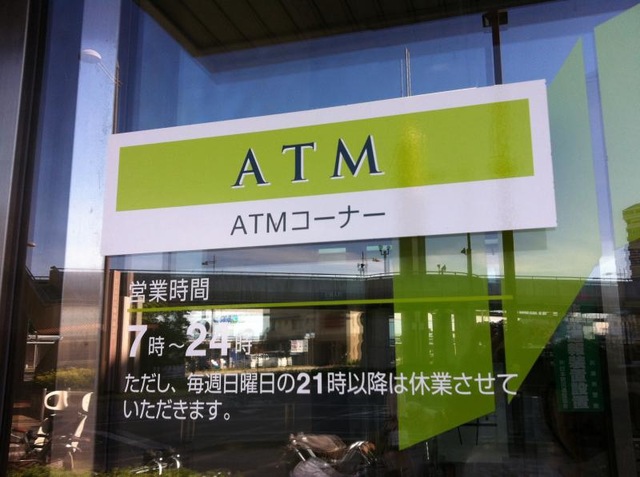 ATM
ATMコーナー
営業時間
7時～24時
ただし、毎週日曜日の21時以降は休業させて
いただきます。